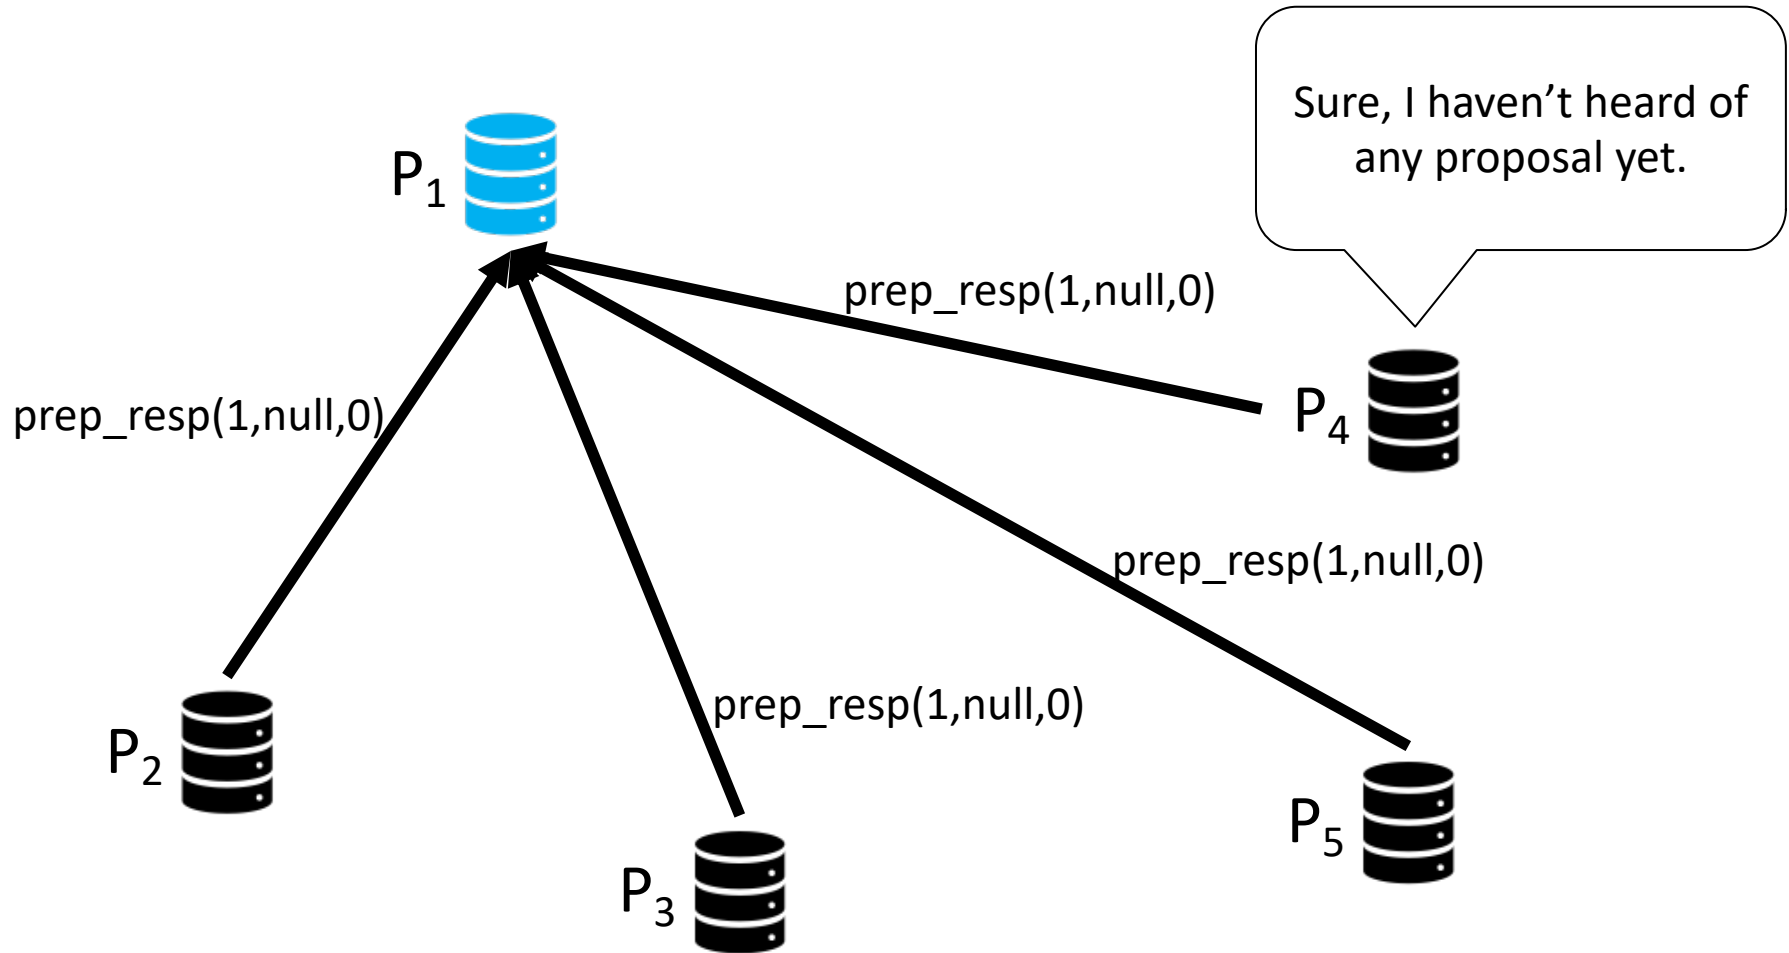 Sure, I haven’t heard of
any proposal yet.
P₁
prep_resp(1,null,0)
prep_resp(1,null,0)
P₄
prep_resp(1,null,0)
prep_resp(1,null,0)
P₂
P₅
P₃